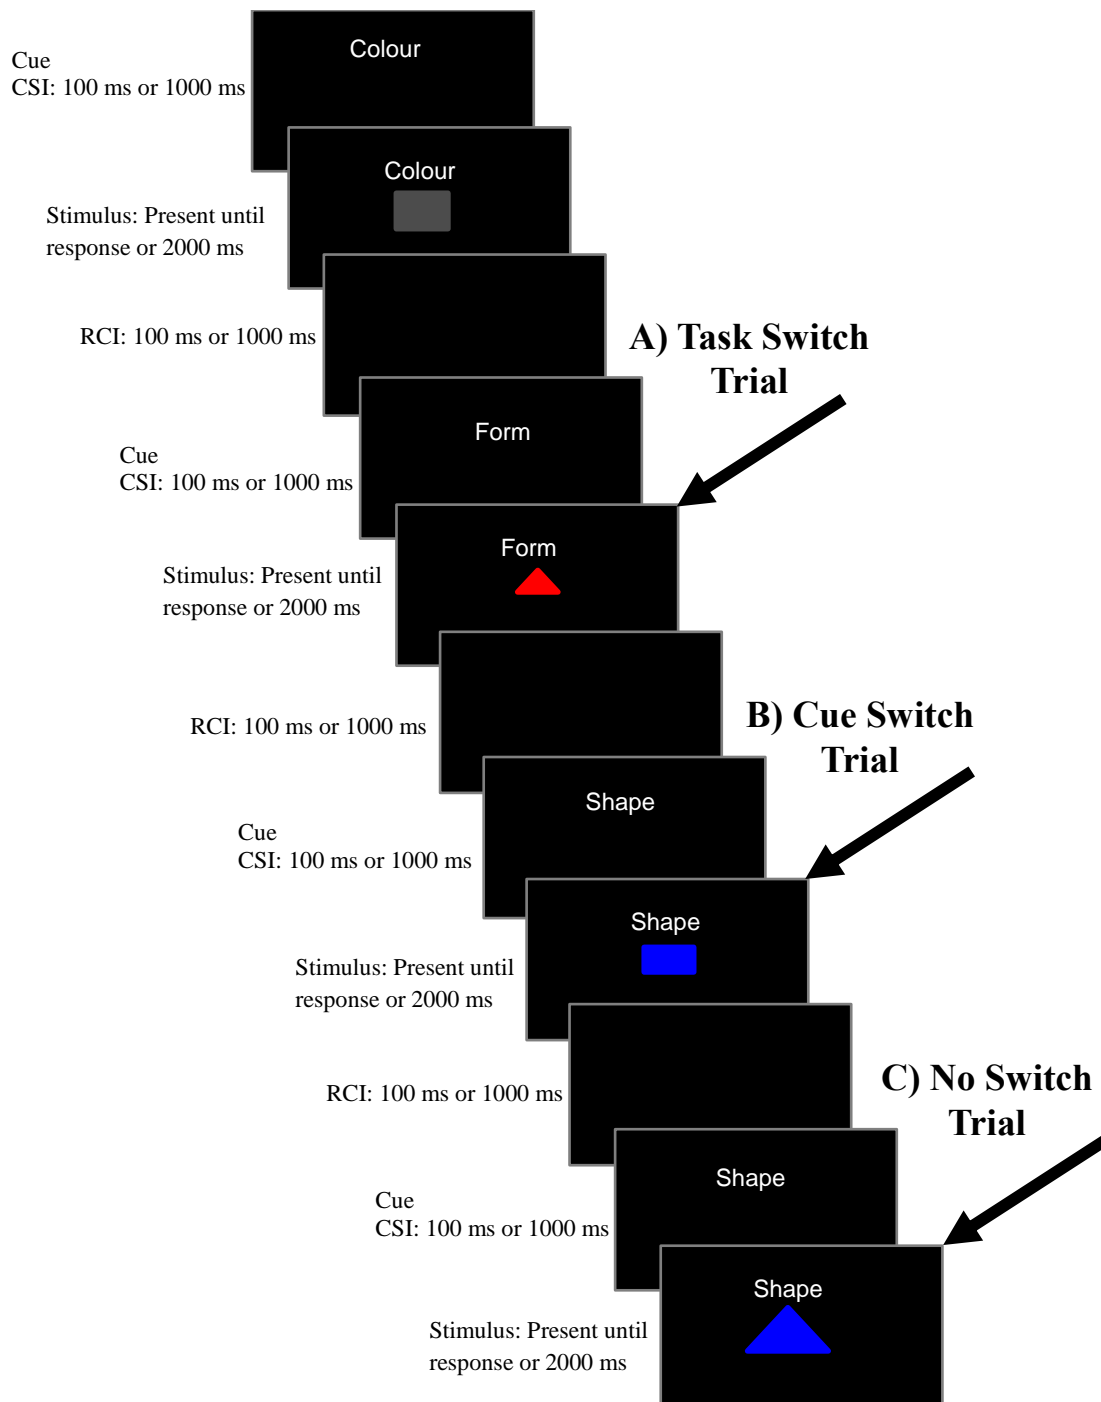 Colour
Cue
CSI: 100 ms or 1000 ms
Colour
Stimulus: Present until
response or 2000 ms
RCI: 100 ms or 1000 ms
A) Task Switch
Trial
Form
Cue
CSI: 100 ms or 1000 ms
Form
Stimulus: Present until
response or 2000 ms
RCI: 100 ms or 1000 ms
B) Cue Switch
Trial
Shape
Cue
CSI: 100 ms or 1000 ms
Shape
Stimulus: Present until
response or 2000 ms
RCI: 100 ms or 1000 ms
C) No Switch
Trial
Shape
Cue
CSI: 100 ms or 1000 ms
Shape
Stimulus: Present until
response or 2000 ms